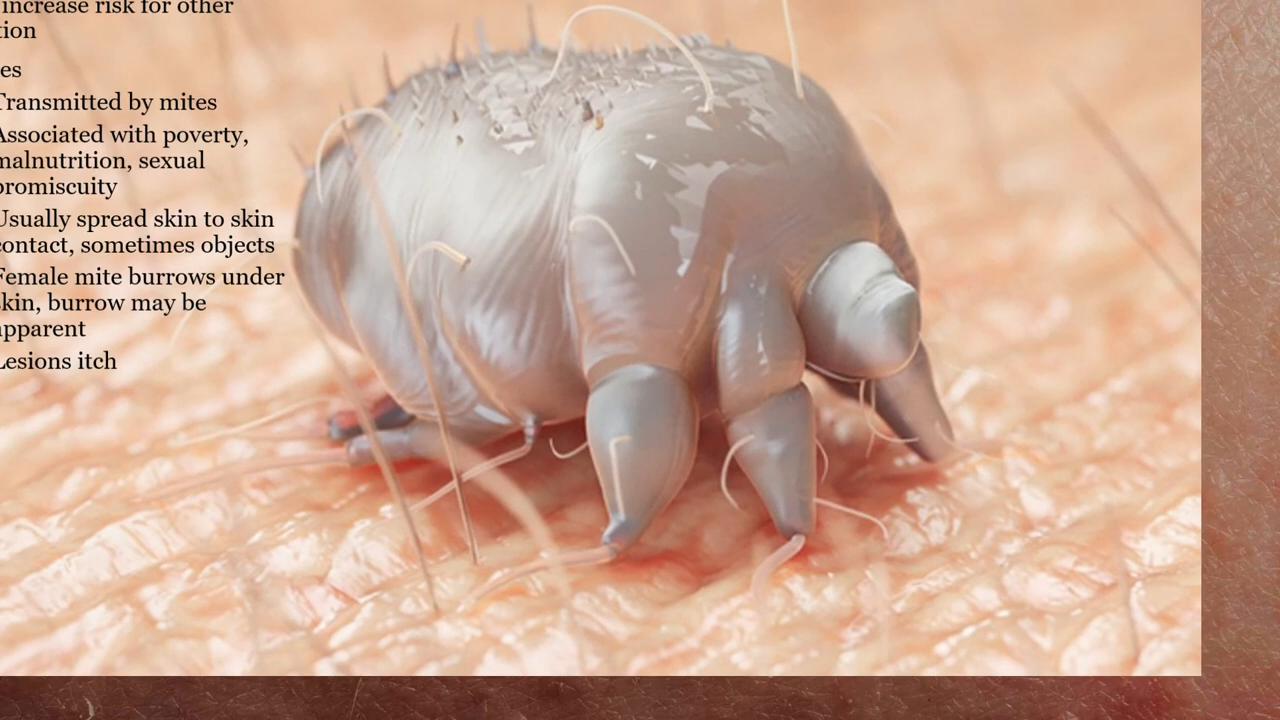 increase risk for other
tion
es
Transmitted by mites
Associated with poverty,
malnutrition, sexual
promiscuity
Usually spread skin to skin
contact, sometimes objects
Female mite burrows under
skin, burrow may be
apparent
Lesions itch